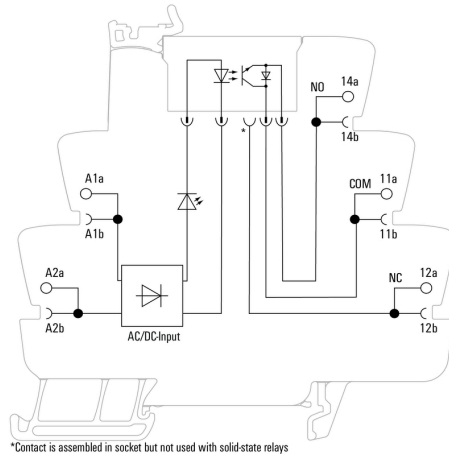 NO
14a
14b
*
A1a
A1b
COM
11a
11b
A2a
A2b
NC
12a
12b
AC/DC-Input
*Contact is assembled in socket but not used with solid-state relays